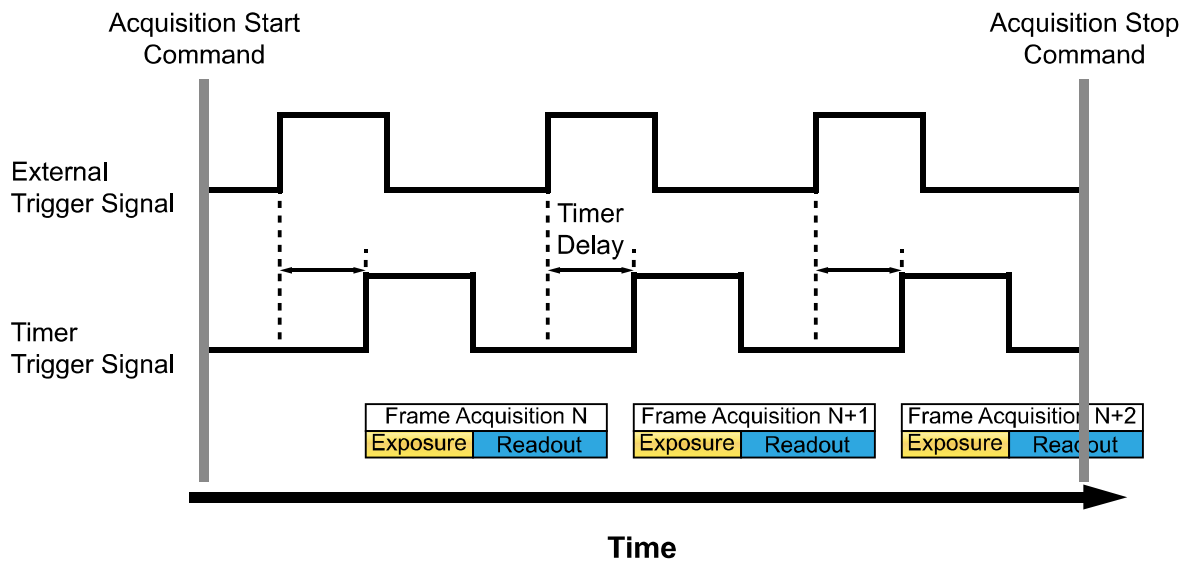 Acquisition Start
Command
Acquisition Stop
Command
External
Trigger Signal
Timer
Delay
Timer
Trigger Signal
Frame Acquisition N
Frame Acquisition N+1
Frame Acquisition N+2
Exposure
Readout
Exposure
Readout
Exposure
Readout
Time